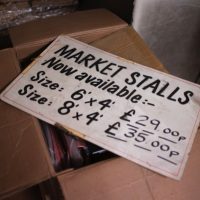 MARKET STALLS
Now available:-
Size: 6' x 4' £29.00p
Size: 8' x 4' £35.00p